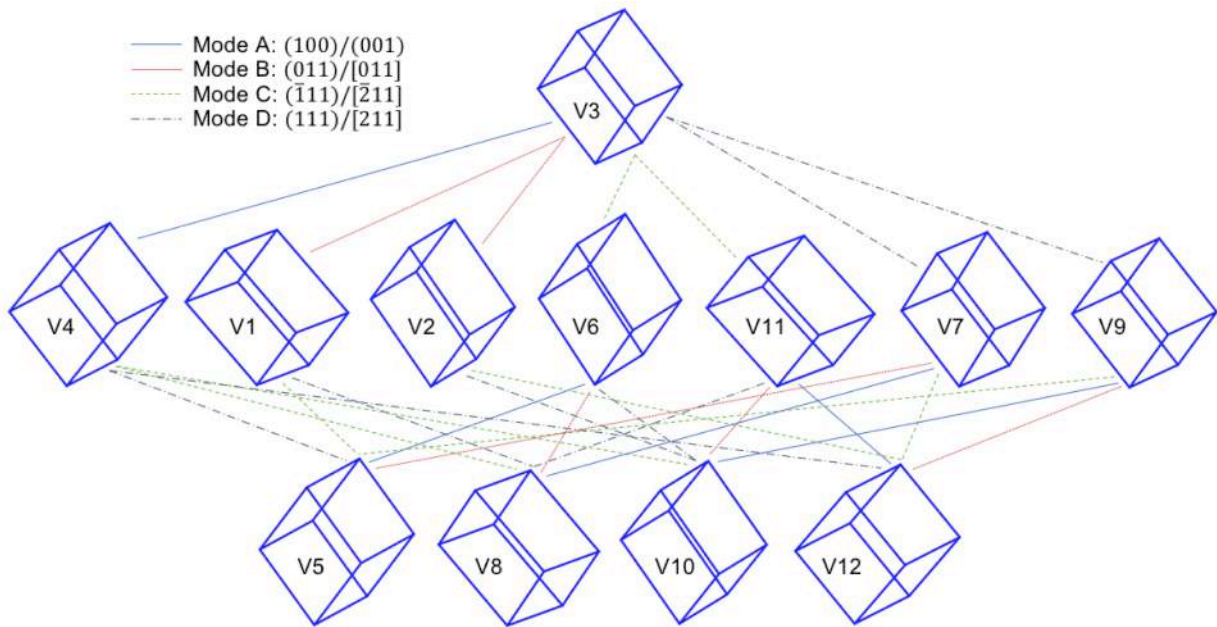 Mode A: (100)/(001)
Mode B: (011)/[011]
Mode C: (1̄11)/[2̄11]
Mode D: (111)/[211]
V3
V4 V1 V2 V6 V11 V7 V9
V5 V8 V10 V12